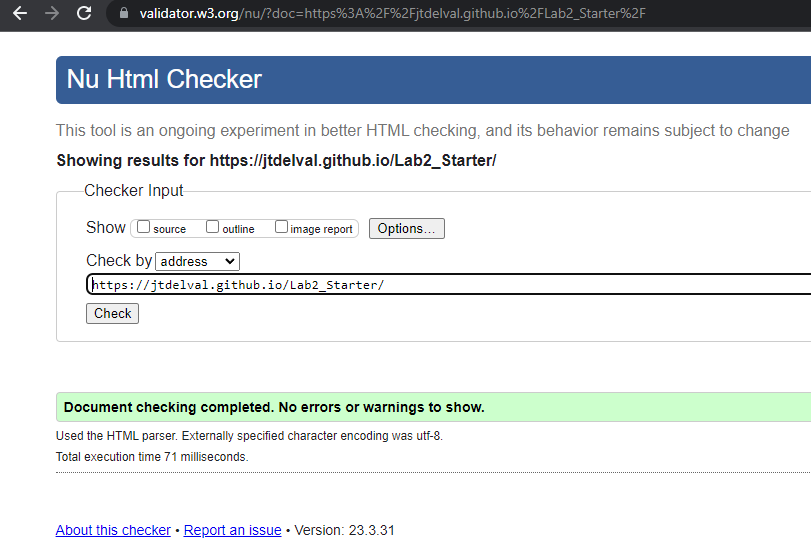 validator.w3.org/nu/?doc=https%3A%2F%2Fjtdelval.github.io%2FLab2_Starter%2F
Nu Html Checker
This tool is an ongoing experiment in better HTML checking, and its behavior remains subject to change
Showing results for https://jtdelval.github.io/Lab2_Starter/
Checker Input
Show source outline image report Options...
Check by address
https://jtdelval.github.io/Lab2_Starter/
Check
Document checking completed. No errors or warnings to show.
Used the HTML parser. Externally specified character encoding was utf-8.
Total execution time 71 milliseconds.
About this checker • Report an issue • Version: 23.3.31